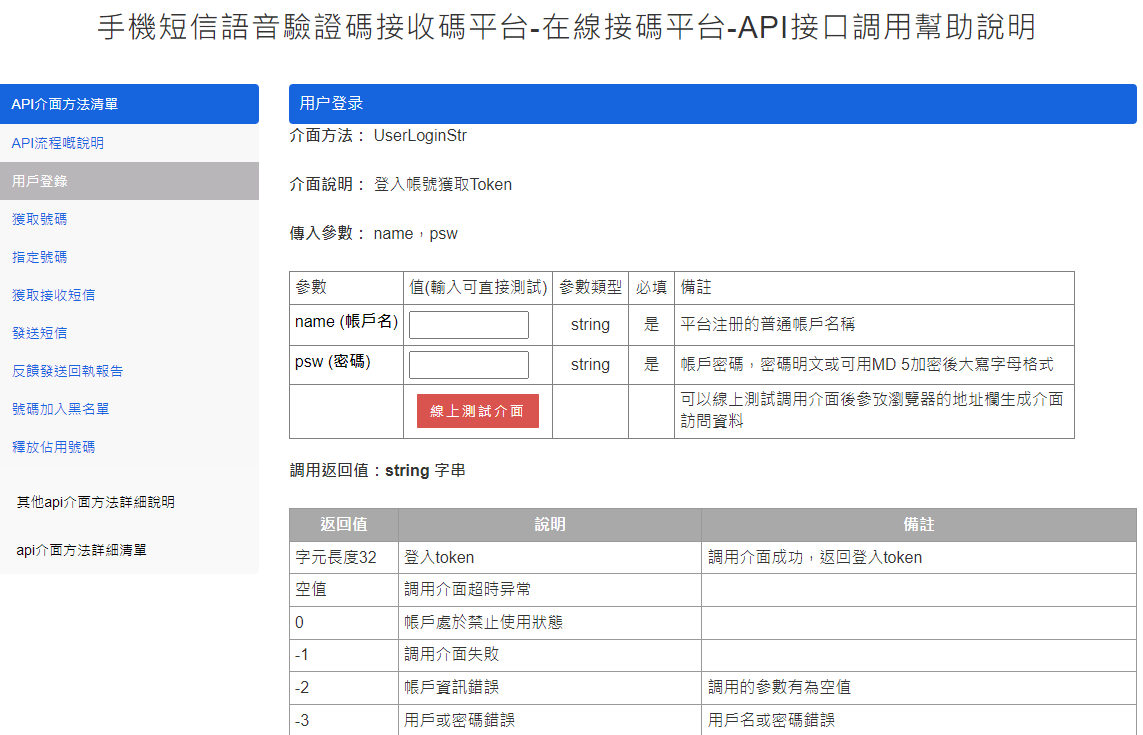 手機短信語音驗證碼接收碼平台-在線接碼平台-API接口調用幫助說明
API介面方法清單
API流程嘅說明
用戶登錄
獲取號碼
指定號碼
獲取接收短信
發送短信
反饋發送回執報告
號碼加入黑名單
釋放佔用號碼
其他api介面方法詳細說明
api介面方法詳細清單
用户登录
介面方法： UserLoginStr
介面說明： 登入帳號獲取Token
傳入參數： name，psw
參數 值(輸入可直接測試) 參數類型 必填 備註
name (帳戶名) string 是 平台注册的普通帳戶名稱
psw (密碼) string 是 帳戶密碼，密碼明文或可用MD 5加密後大寫字母格式
線上測試介面 可以線上測試調用介面後參攷瀏覽器的地址欄生成介面
訪問資料
調用返回值：string 字串
返回值 說明 備註
字元長度32 登入token 調用介面成功，返回登入token
空值 調用介面超時异常
0 帳戶處於禁止使用狀態
-1 調用介面失敗
-2 帳戶資訊錯誤 調用的參數有為空值
-3 用戶或密碼錯誤 用戶名或密碼錯誤